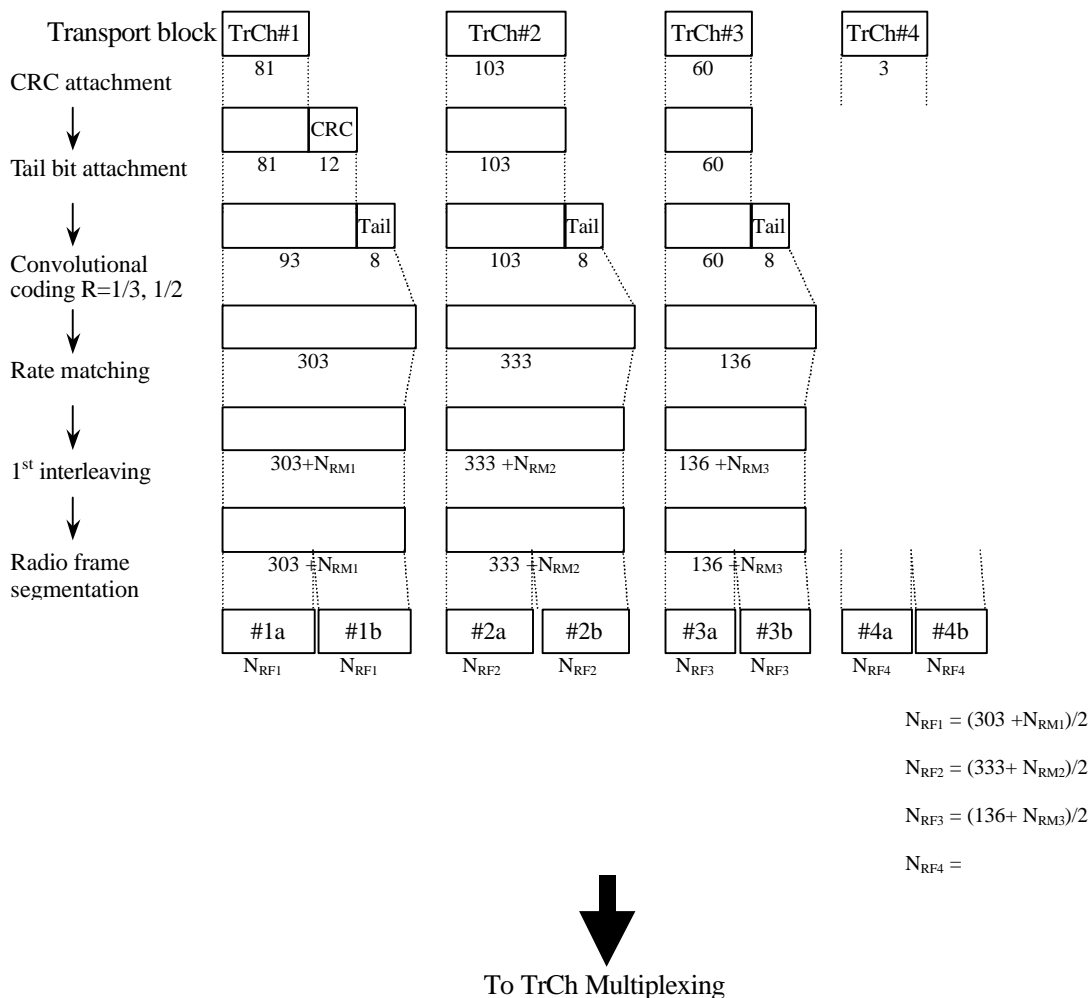 Transport block TrCh#1 TrCh#2 TrCh#3 TrCh#4
81 103 60 3
CRC attachment
CRC
81 12 103 60
Tail bit attachment
Tail Tail Tail
93 8 103 8 60 8
Convolutional
coding R=1/3, 1/2
303 333 136
Rate matching
303+NRM1 333 +NRM2 136 +NRM3
1st interleaving
303 +NRM1 333 +NRM2 136 +NRM3
Radio frame
segmentation
#1a #1b #2a #2b #3a #3b #4a #4b
NRF1 NRF1 NRF2 NRF2 NRF3 NRF3 NRF4 NRF4
NRF1 = (303 +NRM1)/2
NRF2 = (333+ NRM2)/2
NRF3 = (136+ NRM3)/2
NRF4 =
To TrCh Multiplexing